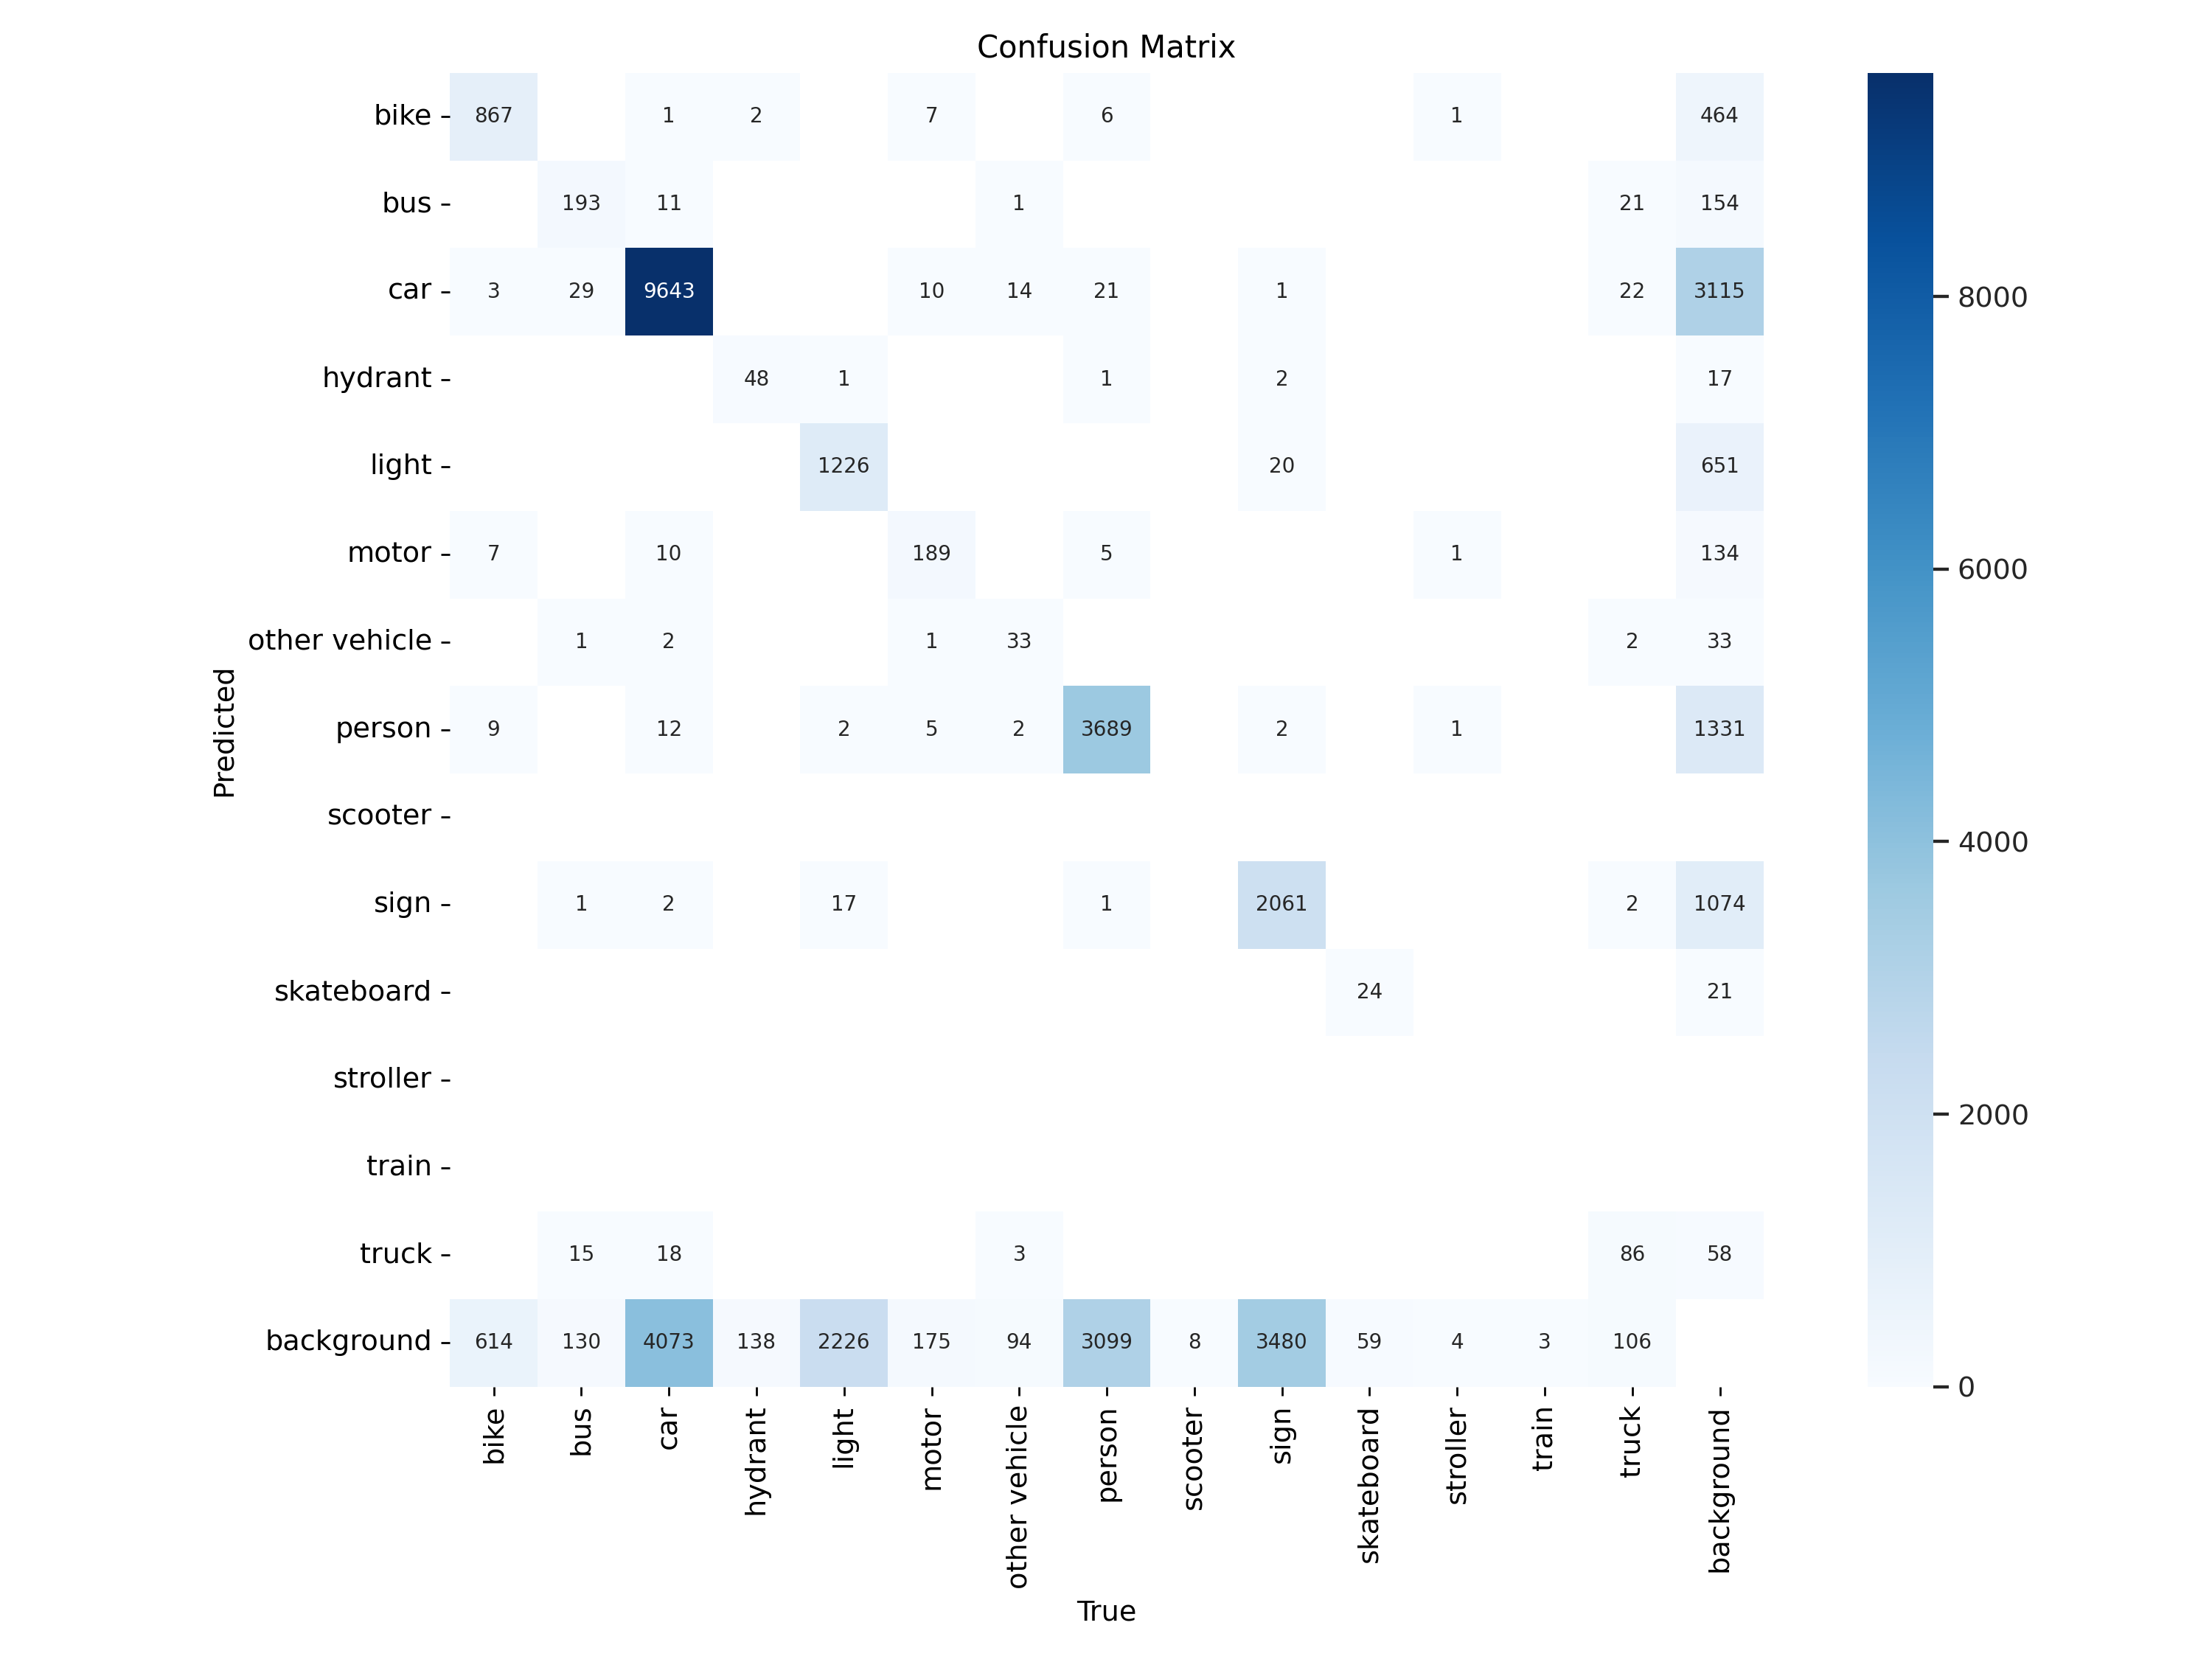 Confusion Matrix
bike 867 1 2 7 6 1 464
bus 193 11 1 21 154
car 3 29 9643 10 14 21 1 22 3115
hydrant 48 1 1 2 17
light 1226 20 651
motor 7 10 189 5 1 134
other vehicle 1 2 1 33 2 33
person 9 12 2 5 2 3689 2 1 1331
scooter
sign 1 2 17 1 2061 2 1074
skateboard 24 21
stroller
train
truck 15 18 3 86 58
background 614 130 4073 138 2226 175 94 3099 8 3480 59 4 3 106
Predicted
bike
bus
car
hydrant
light
motor
other vehicle
person
scooter
sign
skateboard
stroller
train
truck
background
True
8000
6000
4000
2000
0